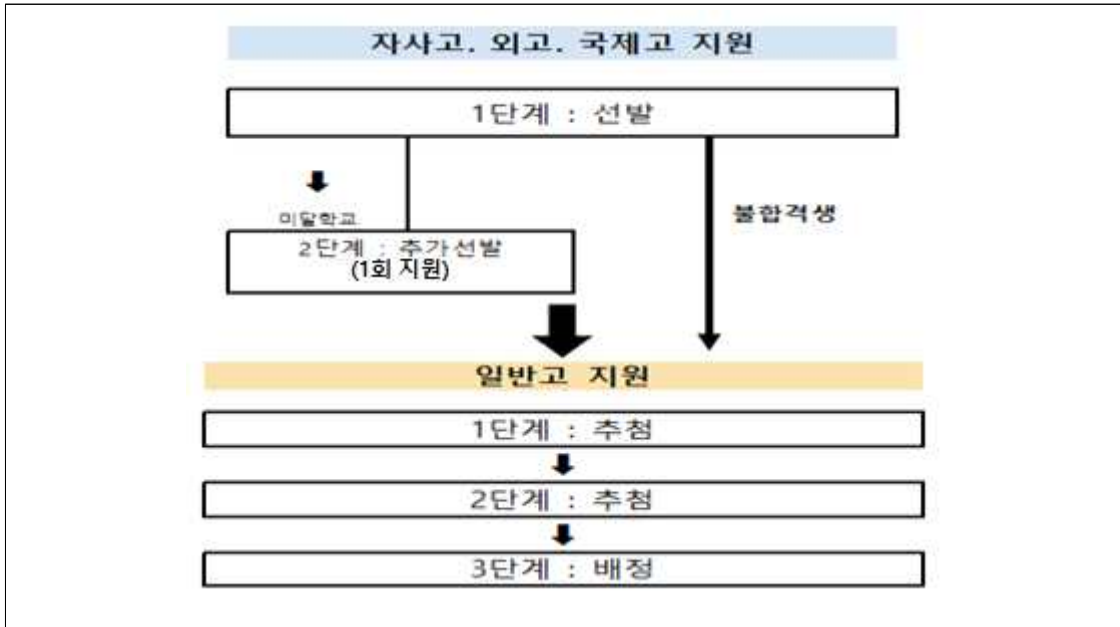 자사고. 외고. 국제고 지원
1단계 : 선발
미달학교
불합격생
2단계 : 추가선발
(1회 지원)
일반고 지원
1단계 : 추첨
2단계 : 추첨
3단계 : 배정